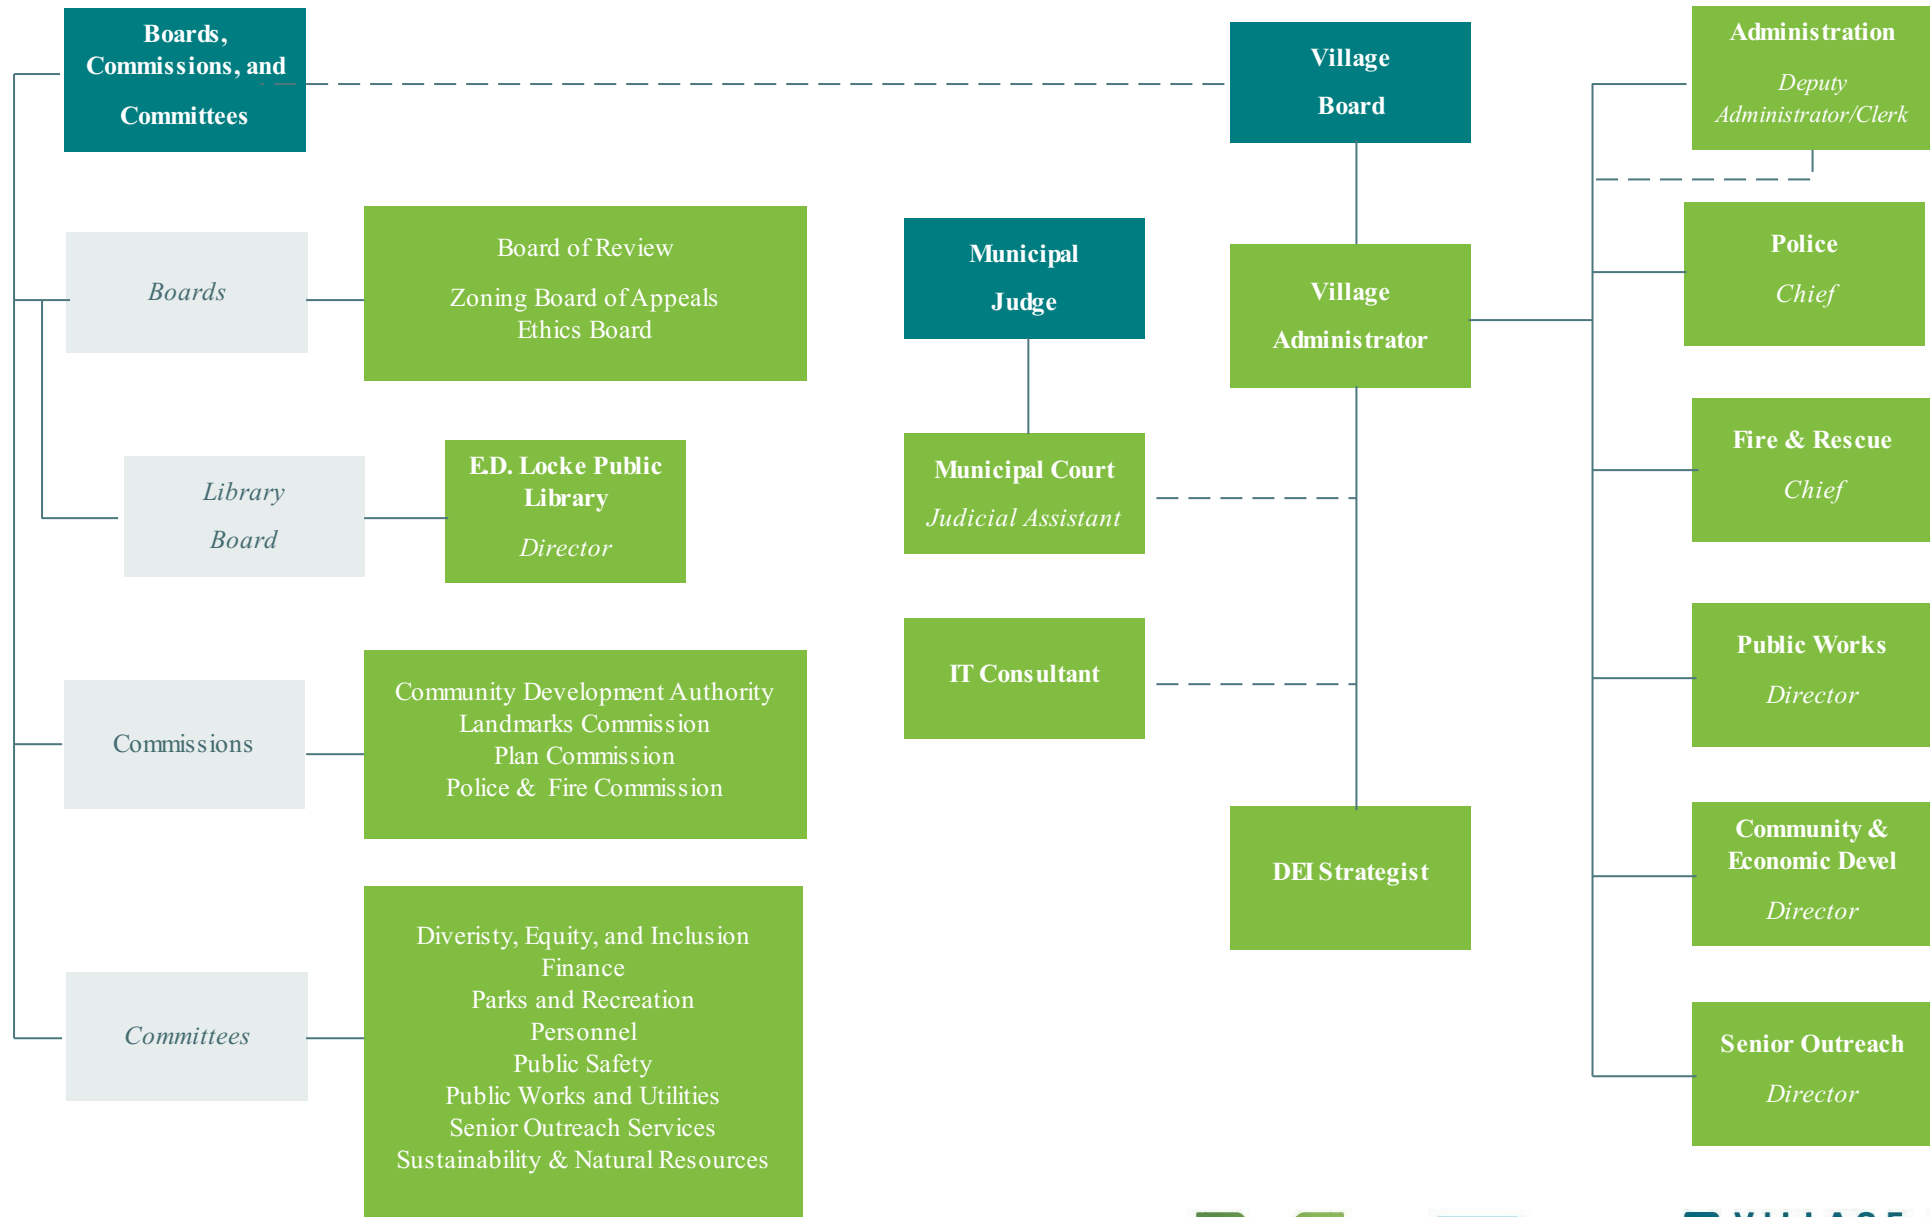 Boards,
Commissions, and
Committees
Village
Board
Administration
Deputy
Administrator/Clerk
Boards
Board of Review
Zoning Board of Appeals
Ethics Board
Municipal
Judge
Village
Administrator
Police
Chief
Library
Board
E.D. Locke Public
Library
Director
Municipal Court
Judicial Assistant
Fire & Rescue
Chief
Commissions
Community Development Authority
Landmarks Commission
Plan Commission
Police & Fire Commission
IT Consultant
Public Works
Director
DEI Strategist
Community &
Economic Devel
Director
Committees
Diveristy, Equity, and Inclusion
Finance
Parks and Recreation
Personnel
Public Safety
Public Works and Utilities
Senior Outreach Services
Sustainability & Natural Resources
Senior Outreach
Director
VILLAGE